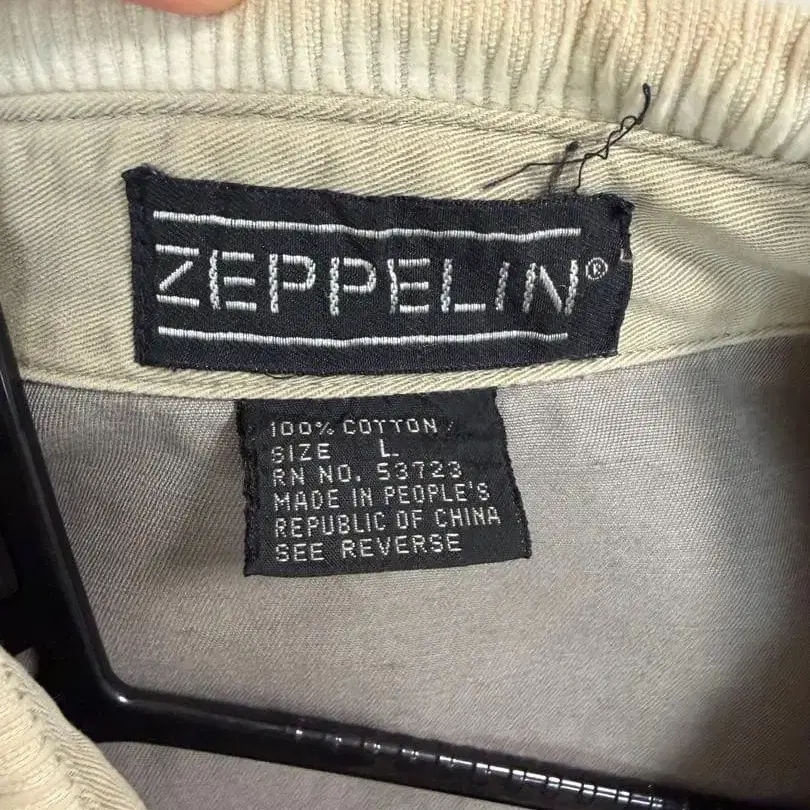 ZEPPELIN®
100% COTTON
SIZE L
RN NO. 53723
MADE IN PEOPLE'S
REPUBLIC OF CHINA
SEE REVERSE